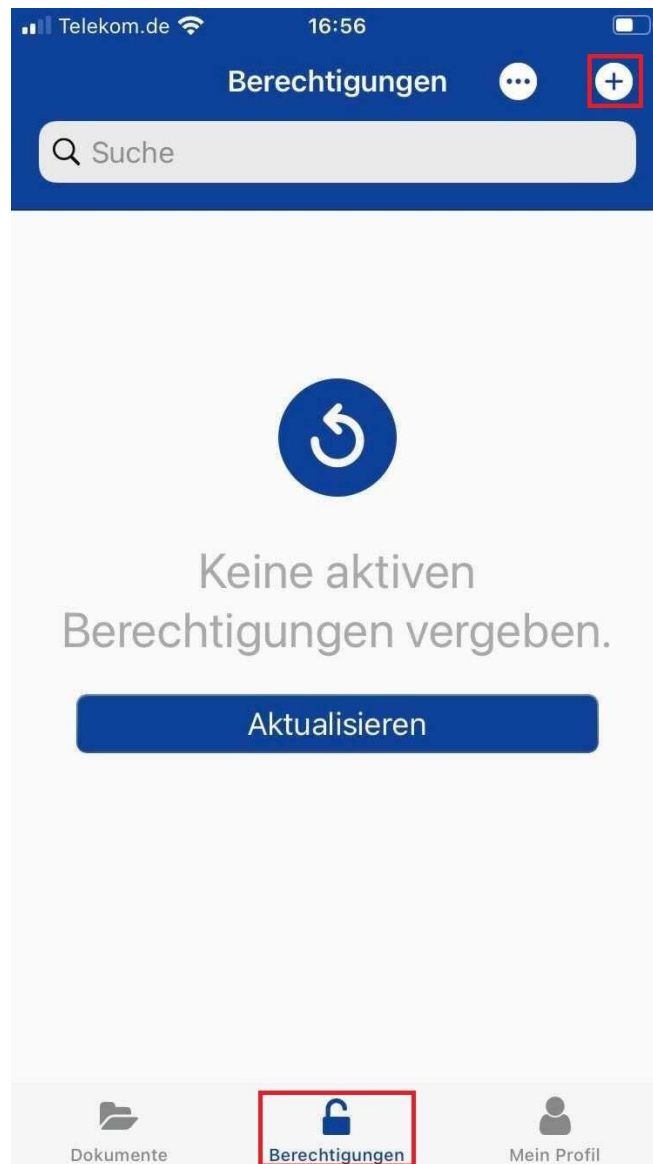 Telekom.de 16:56
Berechtigungen
Suche
Keine aktiven
Berechtigungen vergeben.
Aktualisieren
Dokumente Berechtigungen Mein Profil